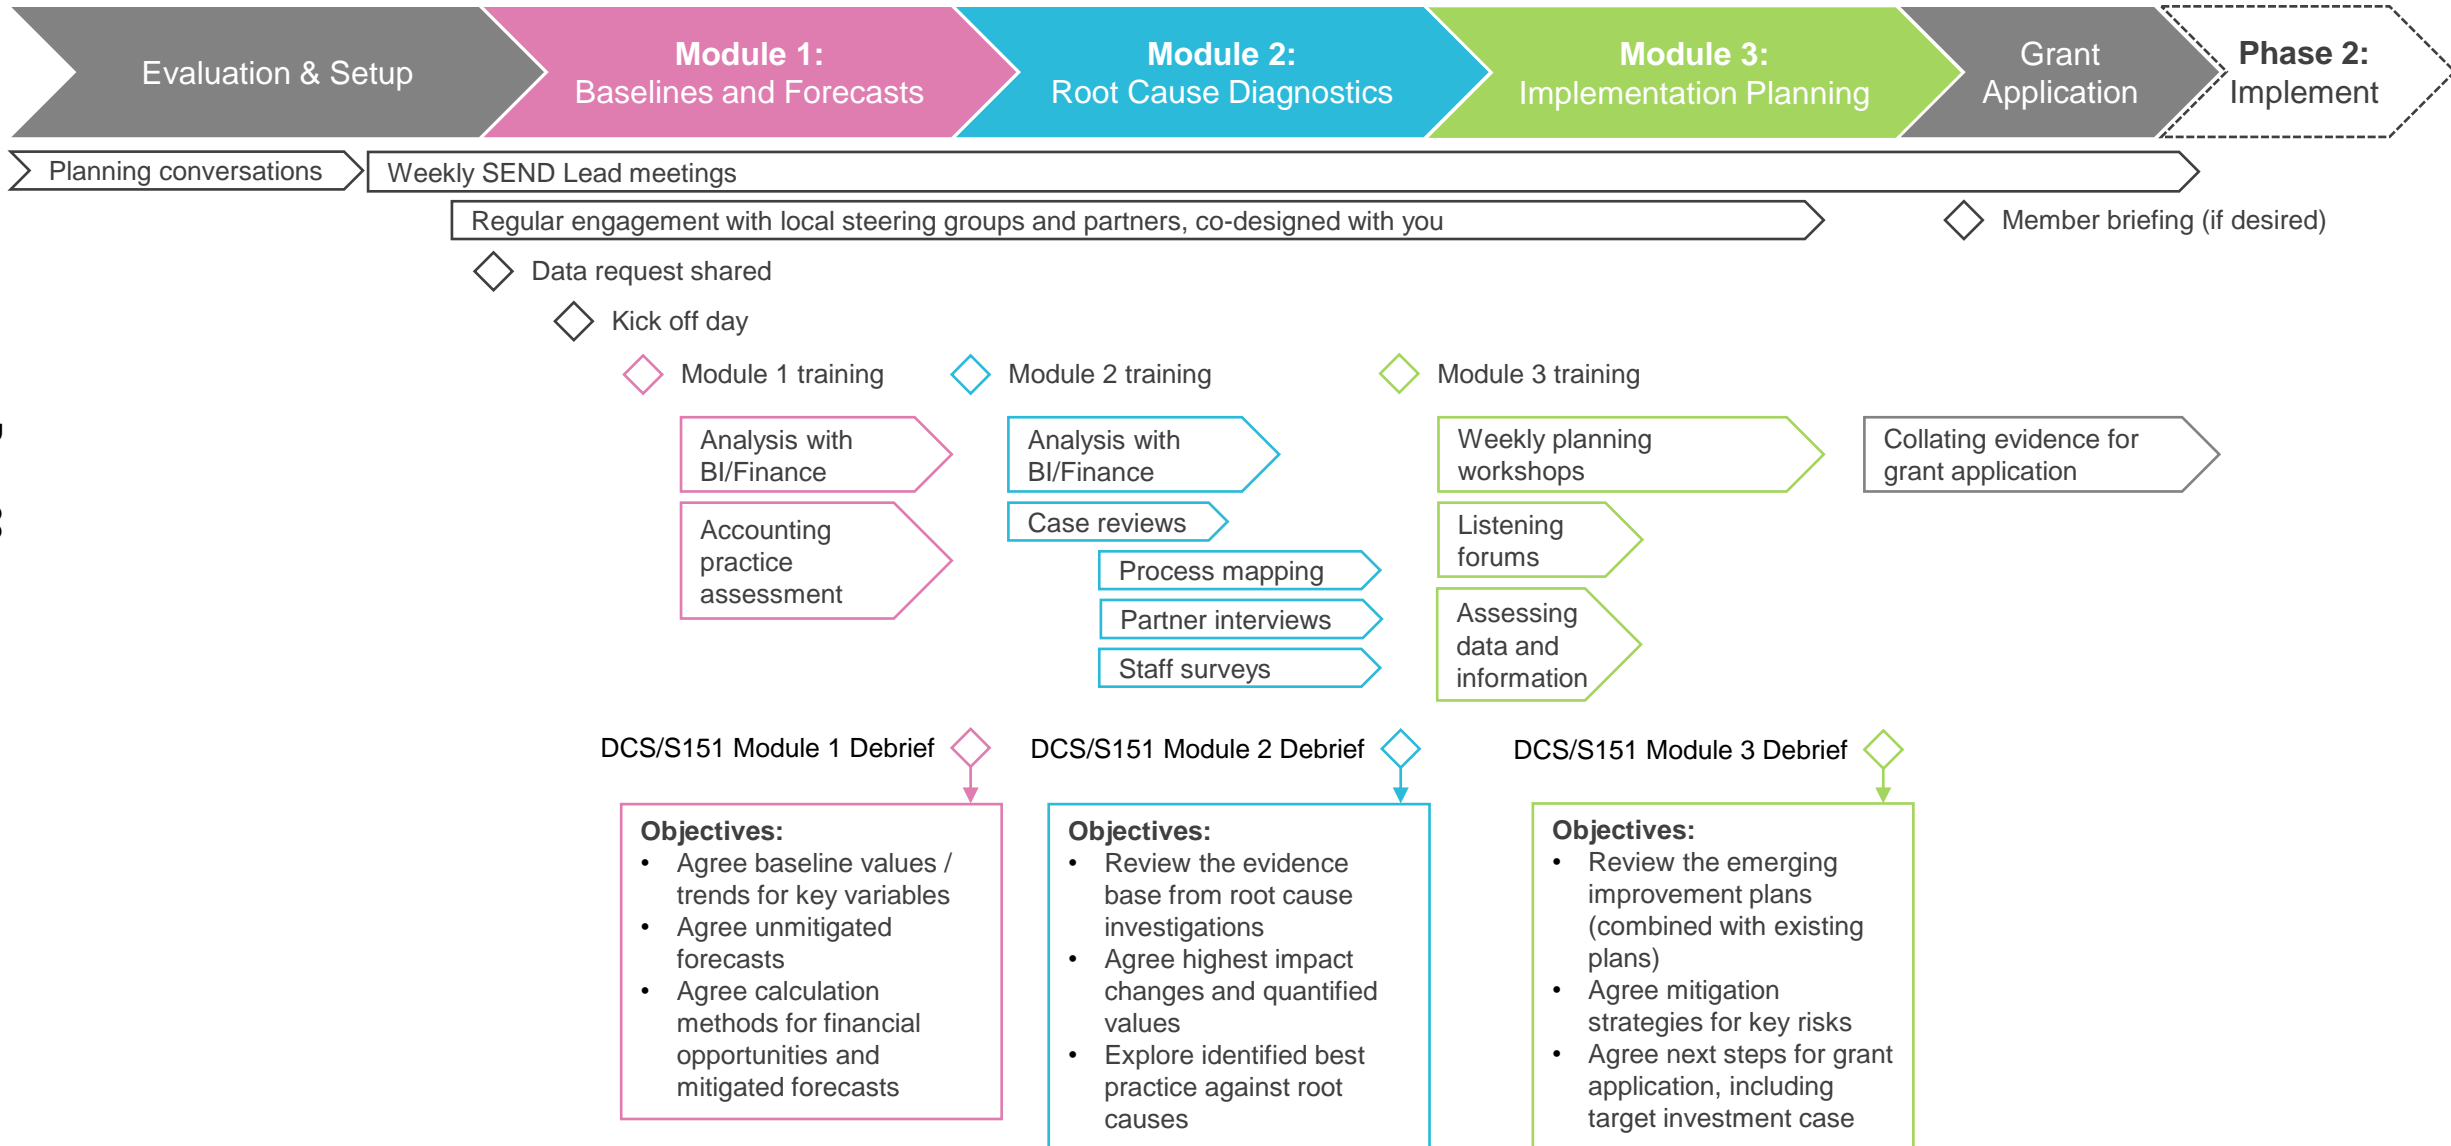 Evaluation & Setup
Module 1:
Baselines and Forecasts
Module 2:
Root Cause Diagnostics
Module 3:
Implementation Planning
Grant
Application
Phase 2:
Implement
Planning conversations
Weekly SEND Lead meetings
Regular engagement with local steering groups and partners, co-designed with you
Member briefing (if desired)
Data request shared
Kick off day
Module 1 training
Module 2 training
Module 3 training
Analysis with
BI/Finance
Accounting
practice
assessment
Analysis with
BI/Finance
Case reviews
Process mapping
Partner interviews
Staff surveys
Weekly planning
workshops
Listening
forums
Assessing
data and
information
Collating evidence for
grant application
DCS/S151 Module 1 Debrief
DCS/S151 Module 2 Debrief
DCS/S151 Module 3 Debrief
Objectives:
• Agree baseline values /
trends for key variables
• Agree unmitigated
forecasts
• Agree calculation
methods for financial
opportunities and
mitigated forecasts
Objectives:
• Review the evidence
base from root cause
investigations
• Agree highest impact
changes and quantified
values
• Explore identified best
practice against root
causes
Objectives:
• Review the emerging
improvement plans
(combined with existing
plans)
• Agree mitigation
strategies for key risks
• Agree next steps for grant
application, including
target investment case